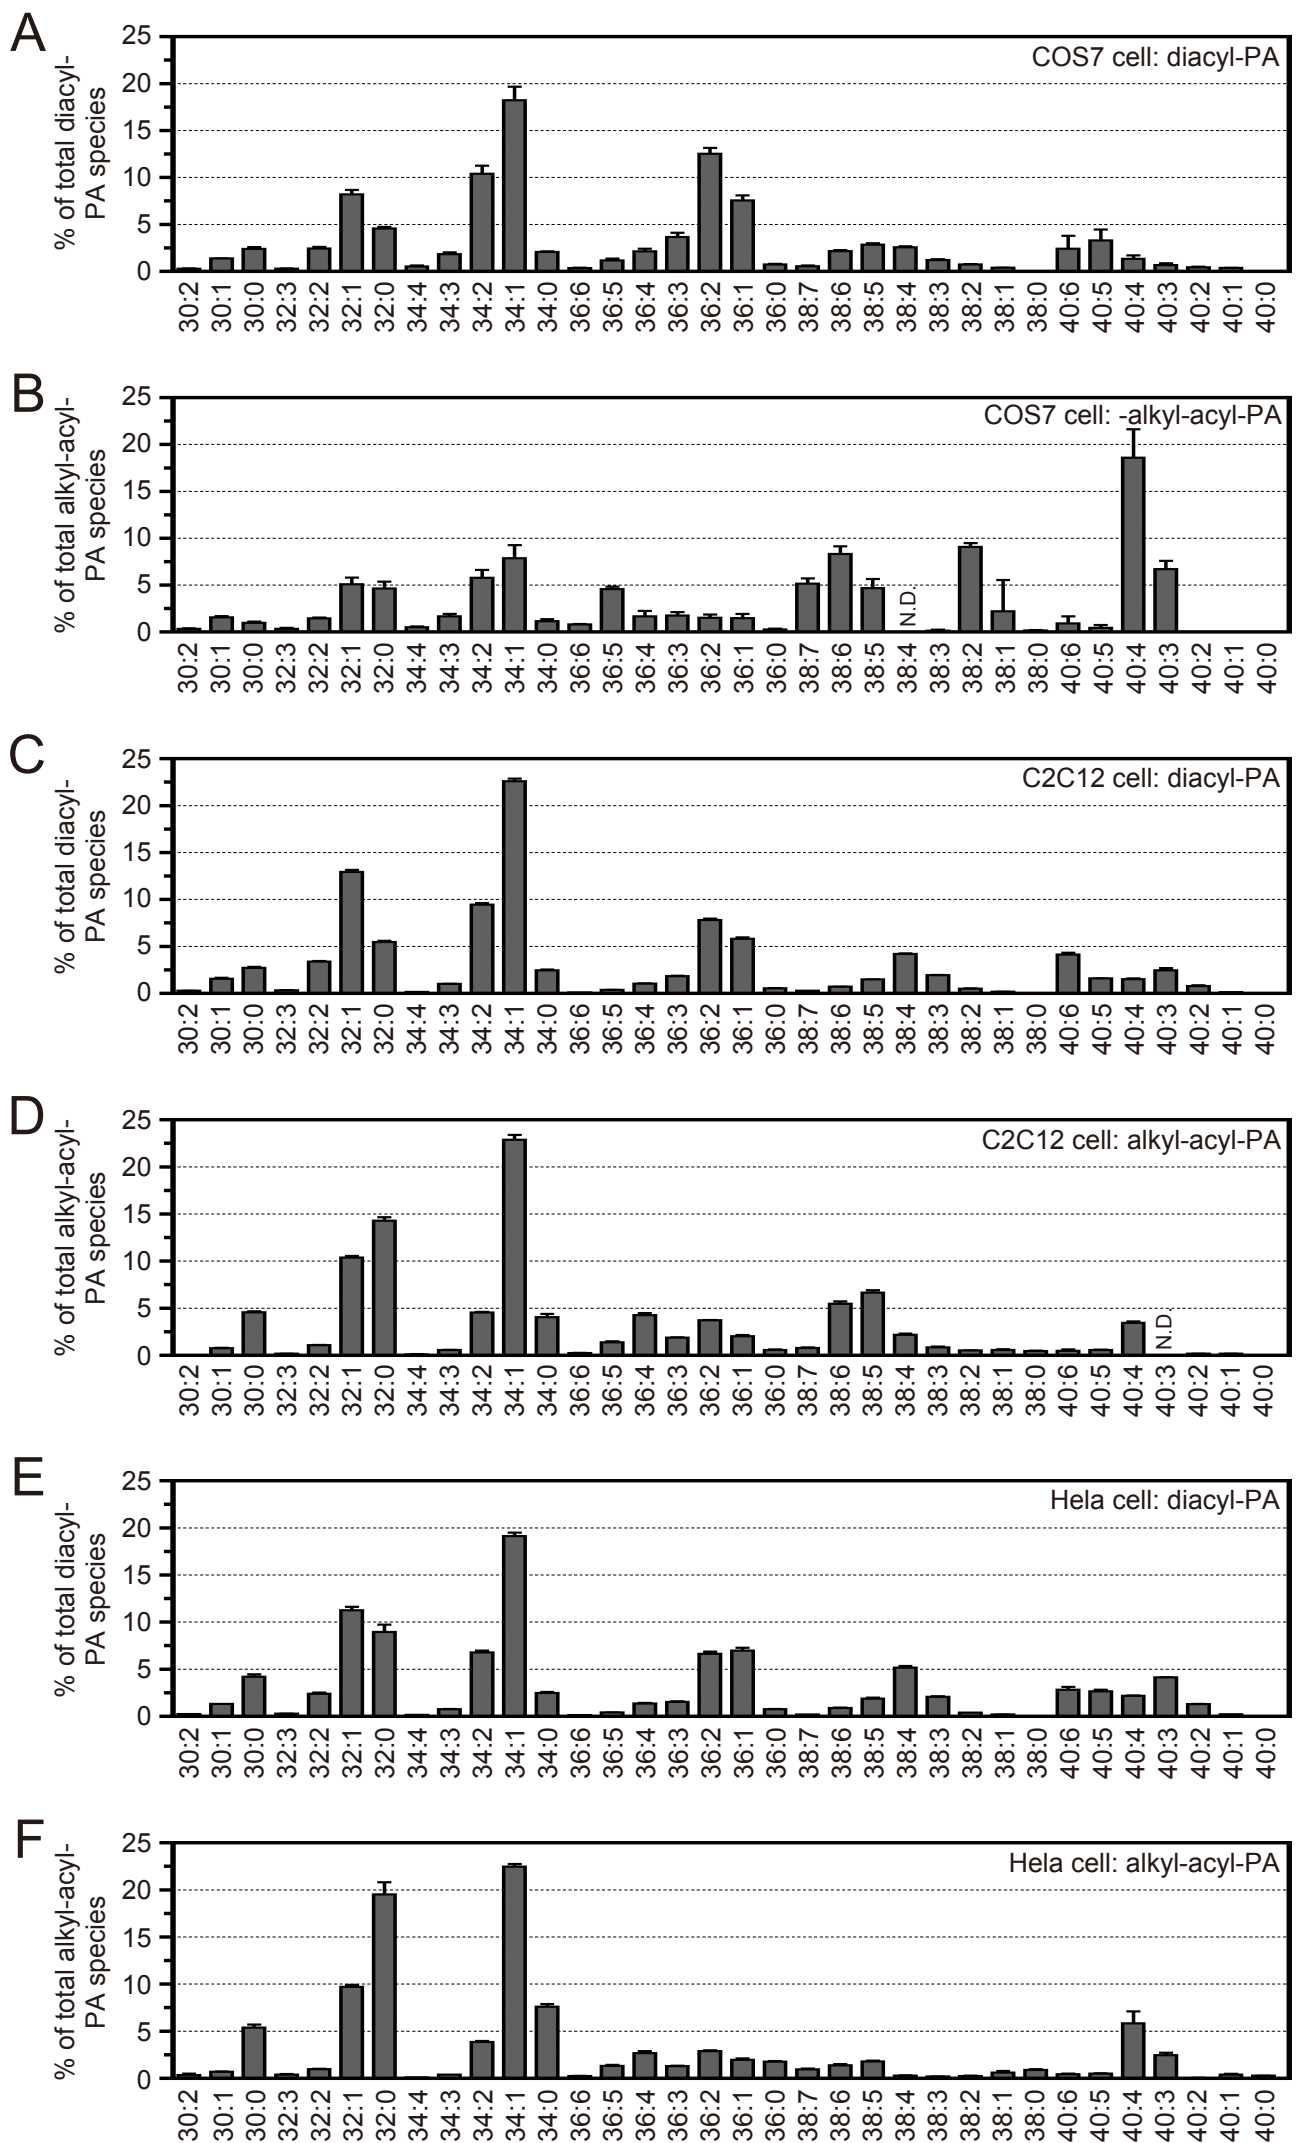 A
COS7 cell: diacyl-PA
% of total diacyl-
PA species
25
20
15
10
5
0
30:2 30:1 30:0 32:3 32:2 32:1 32:0 34:4 34:3 34:2 34:1 34:0 36:6 36:5 36:4 36:3 36:2 36:1 36:0 38:7 38:6 38:5 38:4 38:3 38:2 38:1 38:0 40:6 40:5 40:4 40:3 40:2 40:1 40:0
B
COS7 cell: -alkyl-acyl-PA
% of total alkyl-acyl-
PA species
25
20
15
10
5
0
N.D.
30:2 30:1 30:0 32:3 32:2 32:1 32:0 34:4 34:3 34:2 34:1 34:0 36:6 36:5 36:4 36:3 36:2 36:1 36:0 38:7 38:6 38:5 38:4 38:3 38:2 38:1 38:0 40:6 40:5 40:4 40:3 40:2 40:1 40:0
C
C2C12 cell: diacyl-PA
% of total diacyl-
PA species
25
20
15
10
5
0
30:2 30:1 30:0 32:3 32:2 32:1 32:0 34:4 34:3 34:2 34:1 34:0 36:6 36:5 36:4 36:3 36:2 36:1 36:0 38:7 38:6 38:5 38:4 38:3 38:2 38:1 38:0 40:6 40:5 40:4 40:3 40:2 40:1 40:0
D
C2C12 cell: alkyl-acyl-PA
% of total alkyl-acyl-
PA species
25
20
15
10
5
0
N.D.
30:2 30:1 30:0 32:3 32:2 32:1 32:0 34:4 34:3 34:2 34:1 34:0 36:6 36:5 36:4 36:3 36:2 36:1 36:0 38:7 38:6 38:5 38:4 38:3 38:2 38:1 38:0 40:6 40:5 40:4 40:3 40:2 40:1 40:0
E
Hela cell: diacyl-PA
% of total diacyl-
PA species
25
20
15
10
5
0
30:2 30:1 30:0 32:3 32:2 32:1 32:0 34:4 34:3 34:2 34:1 34:0 36:6 36:5 36:4 36:3 36:2 36:1 36:0 38:7 38:6 38:5 38:4 38:3 38:2 38:1 38:0 40:6 40:5 40:4 40:3 40:2 40:1 40:0
F
Hela cell: alkyl-acyl-PA
% of total alkyl-acyl-
PA species
25
20
15
10
5
0
30:2 30:1 30:0 32:3 32:2 32:1 32:0 34:4 34:3 34:2 34:1 34:0 36:6 36:5 36:4 36:3 36:2 36:1 36:0 38:7 38:6 38:5 38:4 38:3 38:2 38:1 38:0 40:6 40:5 40:4 40:3 40:2 40:1 40:0